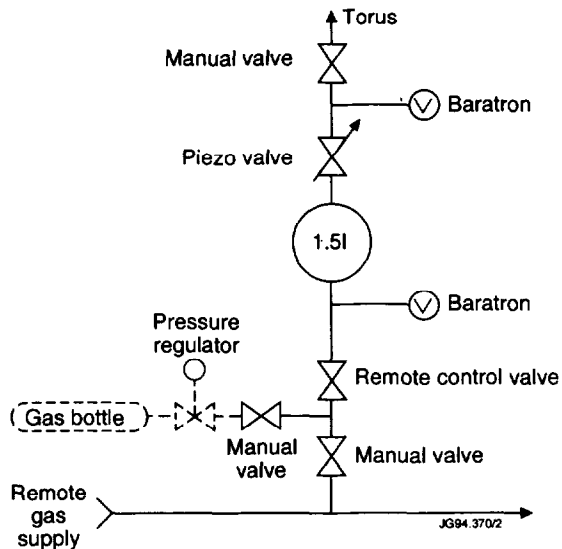 Torus
Manual valve
Baratron
Piezo valve
1.5l
Baratron
Pressure
regulator
Remote control valve
Gas bottle
Manual
valve
Manual valve
Remote
gas
supply
JG94.370/2